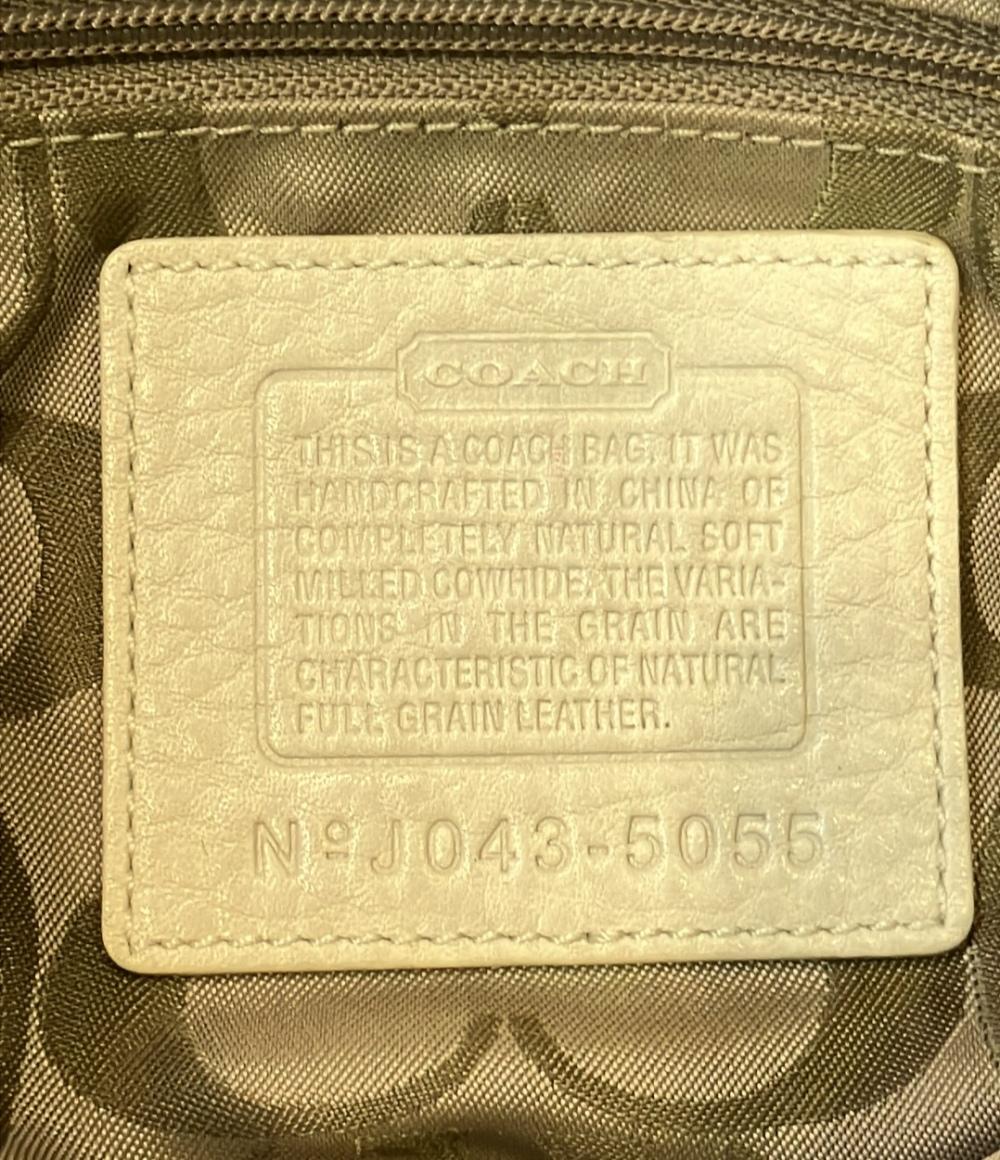 COACH
THIS IS A COACH BAG. IT WAS
HANDCRAFTED IN CHINA OF
COMPLETELY NATURAL SOFT
MILLED COWHIDE. THE VARIA-
TIONS IN THE GRAIN ARE
CHARACTERISTIC OF NATURAL
FULL GRAIN LEATHER.
Nº J043-5055